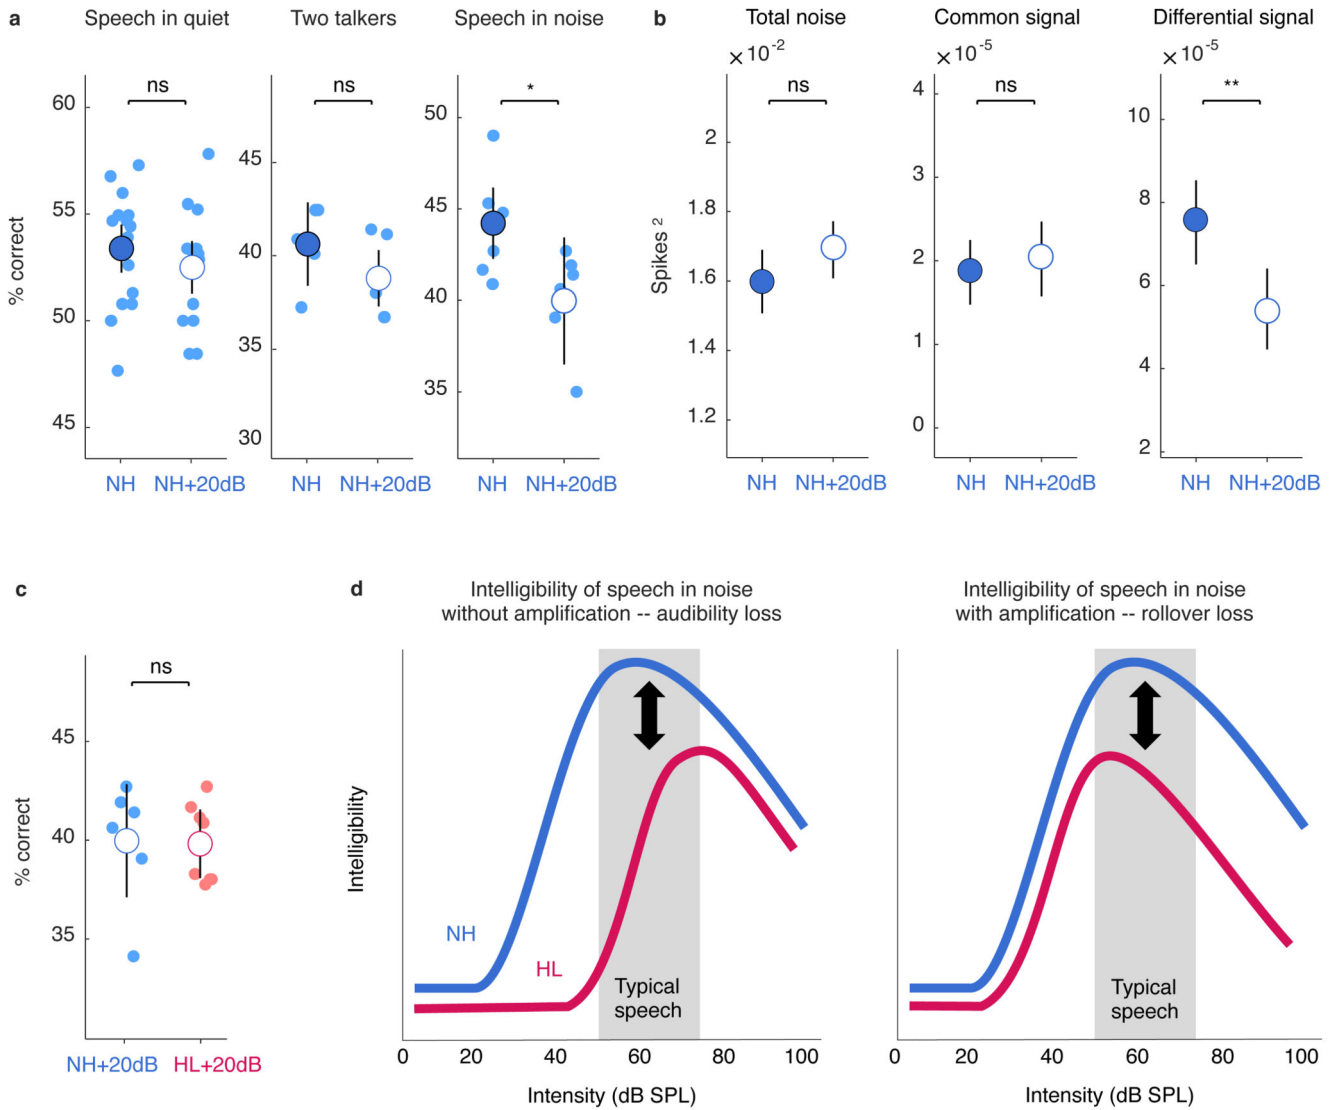 a
Speech in quiet
Two talkers
Speech in noise
% correct
ns
60
55
50
45
NH NH+20dB
ns
45
40
35
30
NH NH+20dB
*
50
45
40
35
NH NH+20dB
b
Total noise
Common signal
Differential signal
Spikes 2
×10-2
ns
2
1.8
1.6
1.4
1.2
NH NH+20dB
×10-5
ns
4
3
2
1
0
NH NH+20dB
×10-5
**
10
8
6
4
2
NH NH+20dB
c
ns
% correct
45
40
35
NH+20dB HL+20dB
d
Intelligibility of speech in noise
without amplification -- audibility loss
Intelligibility
NH
HL
Typical
speech
0 20 40 60 80 100
Intensity (dB SPL)
Intelligibility of speech in noise
with amplification -- rollover loss
Typical
speech
0 20 40 60 80 100
Intensity (dB SPL)